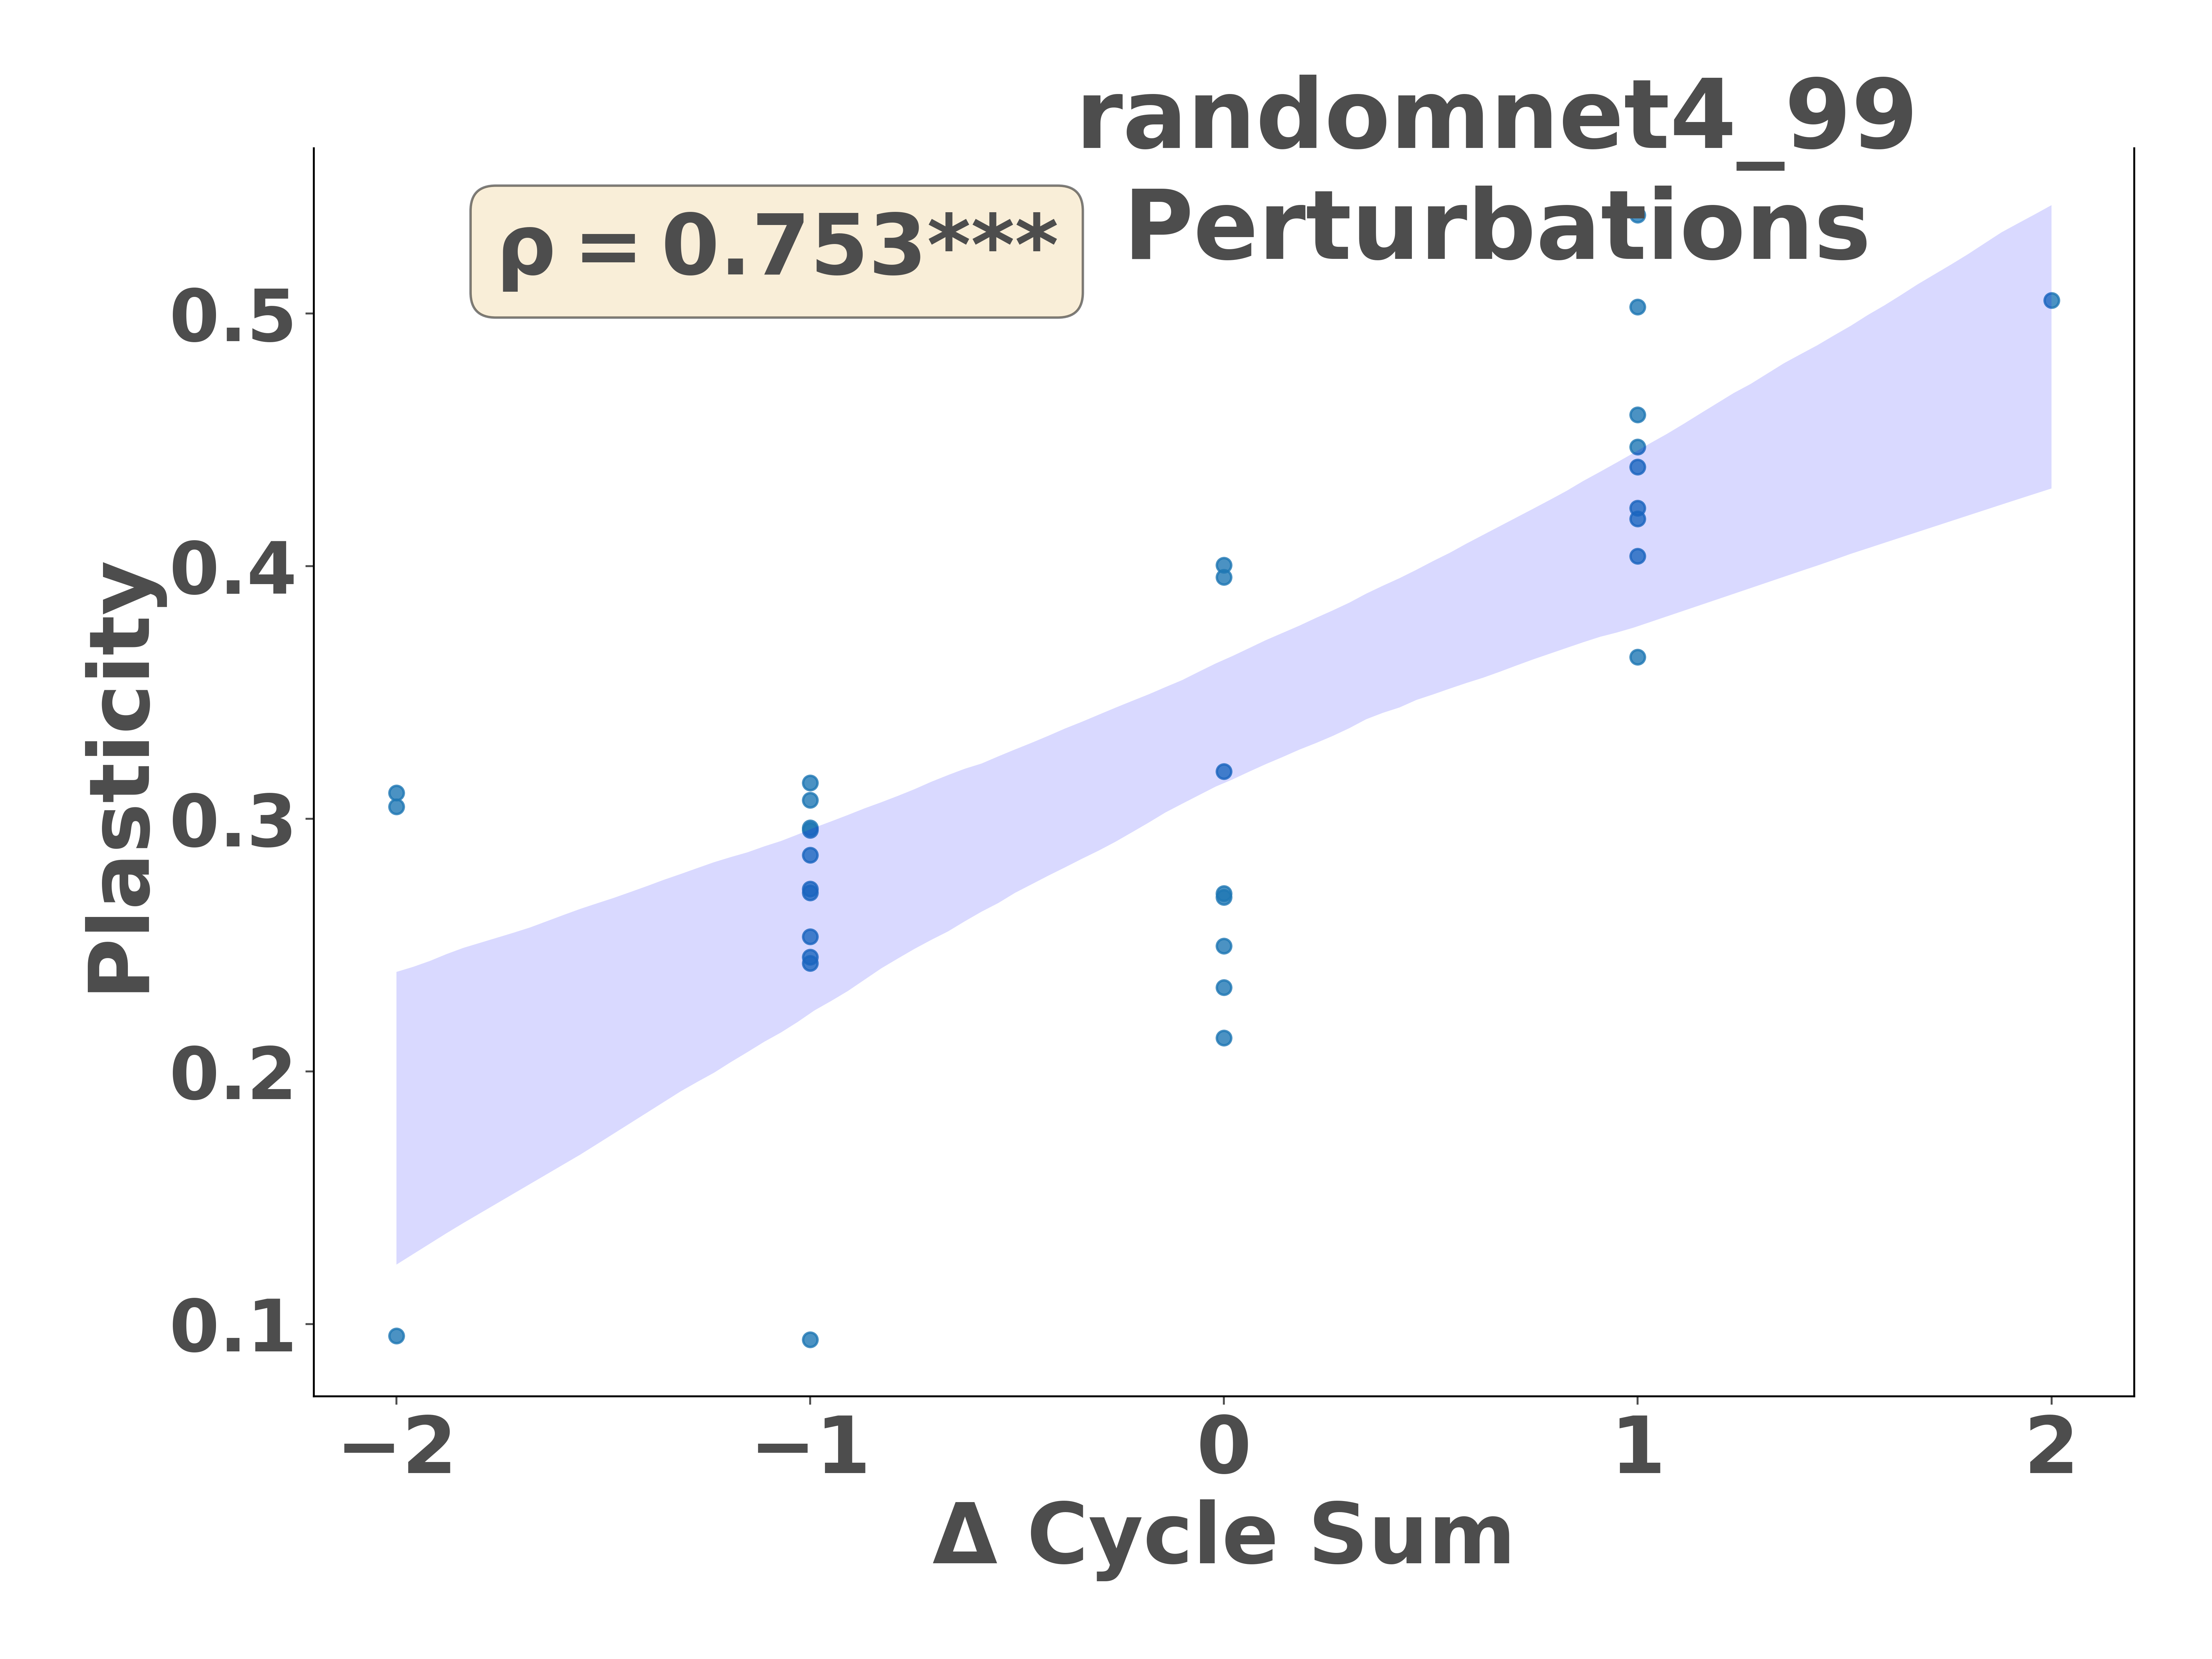 randomnet4_99
Perturbations
ρ = 0.753***
Plasticity
0.5
0.4
0.3
0.2
0.1
−2 −1 0 1 2
Δ Cycle Sum